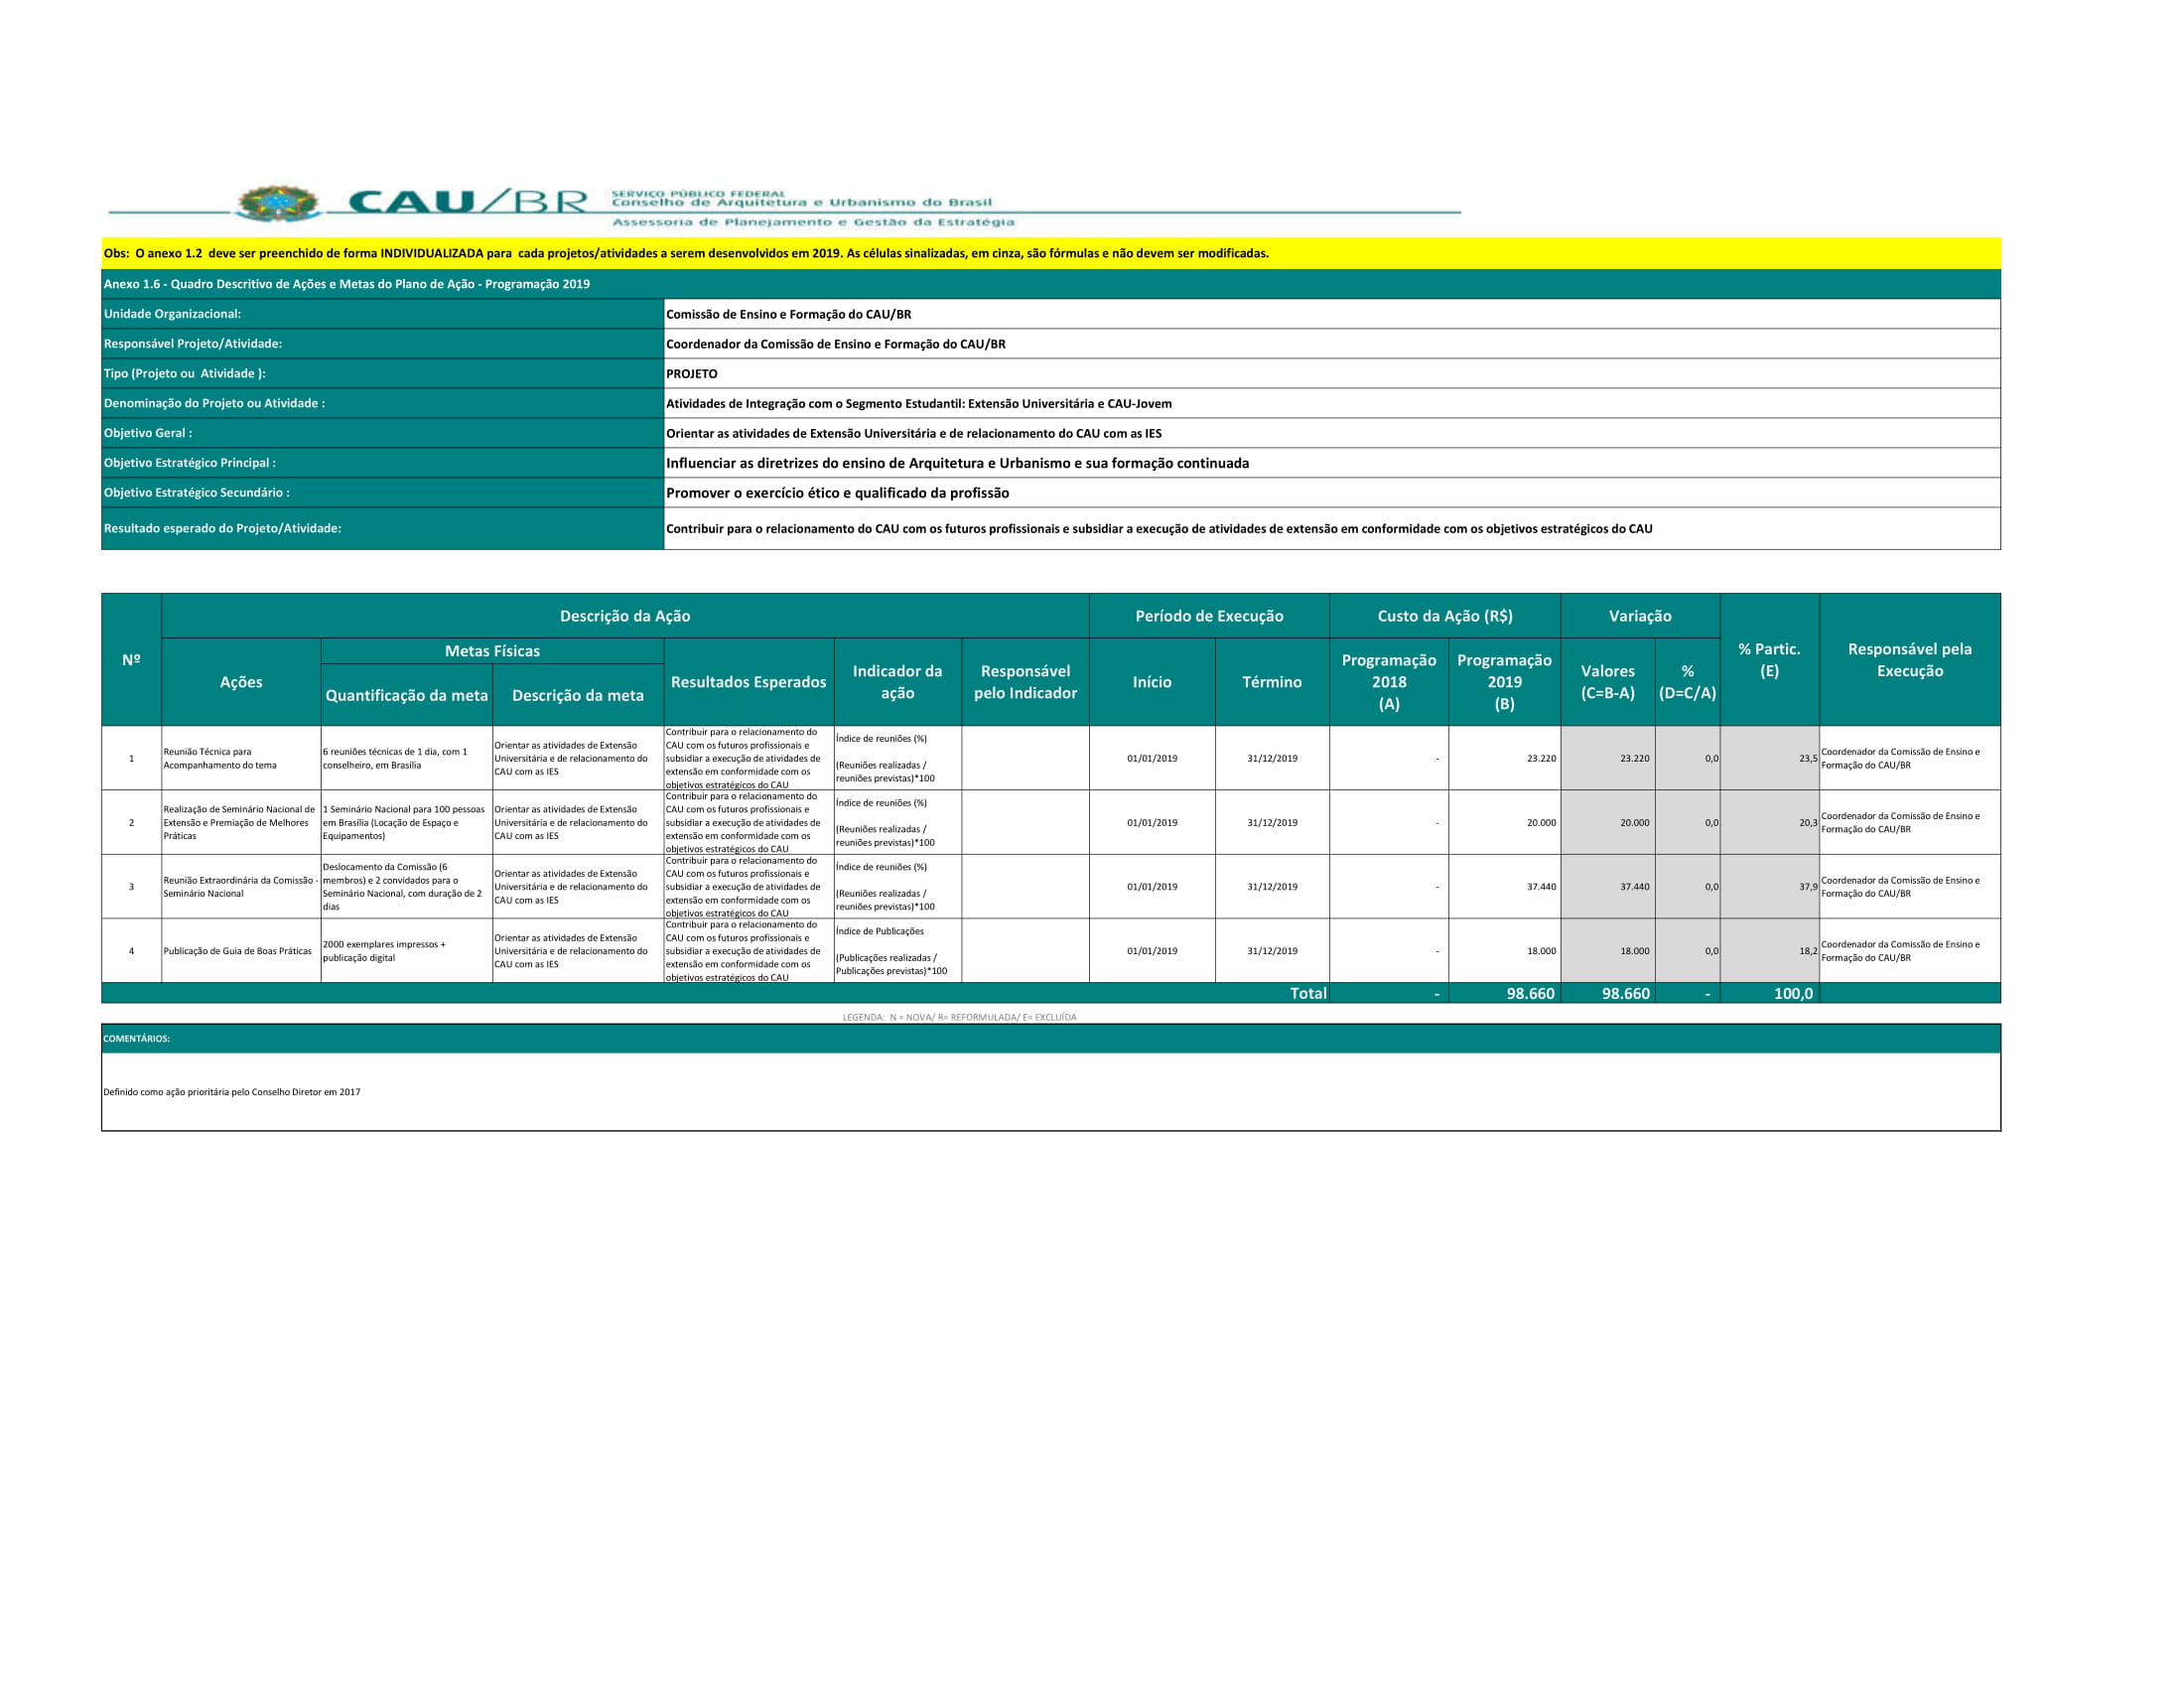 CAU/BR
SERVIÇO PÚBLICO FEDERAL
Conselho de Arquitetura e Urbanismo do Brasil
Assessoria de Planejamento e Gestão da Estratégia
Obs: O anexo 1.2 deve ser preenchido de forma INDIVIDUALIZADA para cada projetos/atividades a serem desenvolvidos em 2019. As células sinalizadas, em cinza, são fórmulas e não devem ser modificadas.
Anexo 1.6 - Quadro Descritivo de Ações e Metas do Plano de Ação - Programação 2019
Unidade Organizacional: Comissão de Ensino e Formação do CAU/BR
Responsável Projeto/Atividade: Coordenador da Comissão de Ensino e Formação do CAU/BR
Tipo (Projeto ou Atividade ): PROJETO
Denominação do Projeto ou Atividade : Atividades de Integração com o Segmento Estudantil: Extensão Universitária e CAU-Jovem
Objetivo Geral : Orientar as atividades de Extensão Universitária e de relacionamento do CAU com as IES
Objetivo Estratégico Principal : Influenciar as diretrizes do ensino de Arquitetura e Urbanismo e sua formação continuada
Objetivo Estratégico Secundário : Promover o exercício ético e qualificado da profissão
Resultado esperado do Projeto/Atividade: Contribuir para o relacionamento do CAU com os futuros profissionais e subsidiar a execução de atividades de extensão em conformidade com os objetivos estratégicos do CAU
Nº
Descrição da Ação
Período de Execução
Custo da Ação (R$)
Variação
% Partic.
(E)
Responsável pela
Execução
Ações
Metas Físicas
Quantificação da meta
Descrição da meta
Resultados Esperados
Indicador da
ação
Responsável
pelo Indicador
Início
Término
Programação
2018
(A)
Programação
2019
(B)
Valores
(C=B-A)
%
(D=C/A)
1
Reunião Técnica para
Acompanhamento do tema
6 reuniões técnicas de 1 dia, com 1
conselheiro, em Brasília
Orientar as atividades de Extensão
Universitária e de relacionamento do
CAU com as IES
Contribuir para o relacionamento do
CAU com os futuros profissionais e
subsidiar a execução de atividades de
extensão em conformidade com os
objetivos estratégicos do CAU
Índice de reuniões (%)
(Reuniões realizadas /
reuniões previstas)*100
01/01/2019
31/12/2019
-
23.220
23.220
0,0
23,5
Coordenador da Comissão de Ensino e
Formação do CAU/BR
2
Realização de Seminário Nacional de
Extensão e Premiação de Melhores
Práticas
1 Seminário Nacional para 100 pessoas
em Brasília (Locação de Espaço e
Equipamentos)
Orientar as atividades de Extensão
Universitária e de relacionamento do
CAU com as IES
Contribuir para o relacionamento do
CAU com os futuros profissionais e
subsidiar a execução de atividades de
extensão em conformidade com os
objetivos estratégicos do CAU
Índice de reuniões (%)
(Reuniões realizadas /
reuniões previstas)*100
01/01/2019
31/12/2019
-
20.000
20.000
0,0
20,3
Coordenador da Comissão de Ensino e
Formação do CAU/BR
3
Reunião Extraordinária da Comissão -
Seminário Nacional
Deslocamento da Comissão (6
membros) e 2 convidados para o
Seminário Nacional, com duração de 2
dias
Orientar as atividades de Extensão
Universitária e de relacionamento do
CAU com as IES
Contribuir para o relacionamento do
CAU com os futuros profissionais e
subsidiar a execução de atividades de
extensão em conformidade com os
objetivos estratégicos do CAU
Índice de reuniões (%)
(Reuniões realizadas /
reuniões previstas)*100
01/01/2019
31/12/2019
-
37.440
37.440
0,0
37,9
Coordenador da Comissão de Ensino e
Formação do CAU/BR
4
Publicação de Guia de Boas Práticas
2000 exemplares impressos +
publicação digital
Orientar as atividades de Extensão
Universitária e de relacionamento do
CAU com as IES
Contribuir para o relacionamento do
CAU com os futuros profissionais e
subsidiar a execução de atividades de
extensão em conformidade com os
objetivos estratégicos do CAU
Índice de Publicações
(Publicações realizadas /
Publicações previstas)*100
01/01/2019
31/12/2019
-
18.000
18.000
0,0
18,2
Coordenador da Comissão de Ensino e
Formação do CAU/BR
Total - 98.660 98.660 - 100,0
LEGENDA: N = NOVA/ R= REFORMULADA/ E= EXCLUÍDA
COMENTÁRIOS:
Definido como ação prioritária pelo Conselho Diretor em 2017